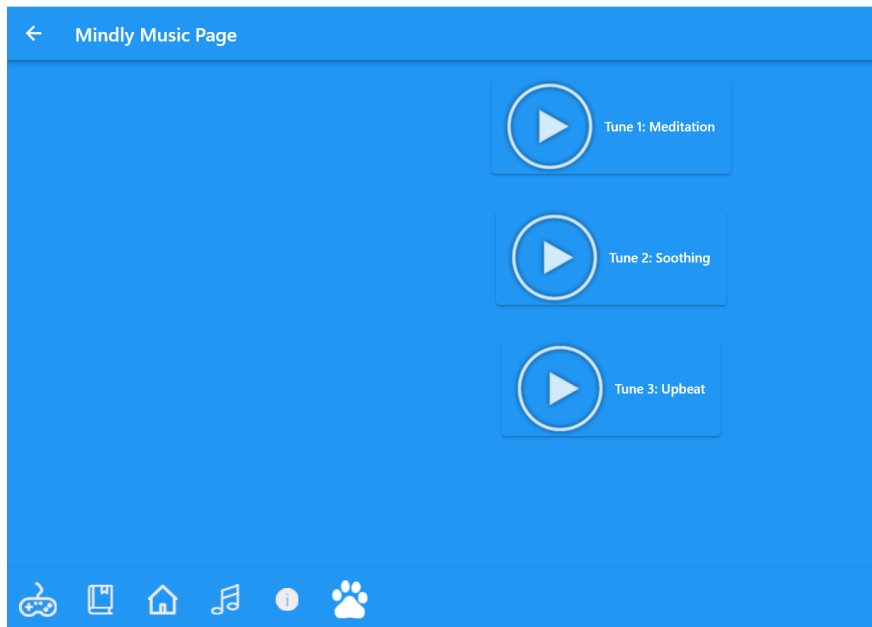 Mindly Music Page
Tune 1: Meditation
Tune 2: Soothing
Tune 3: Upbeat